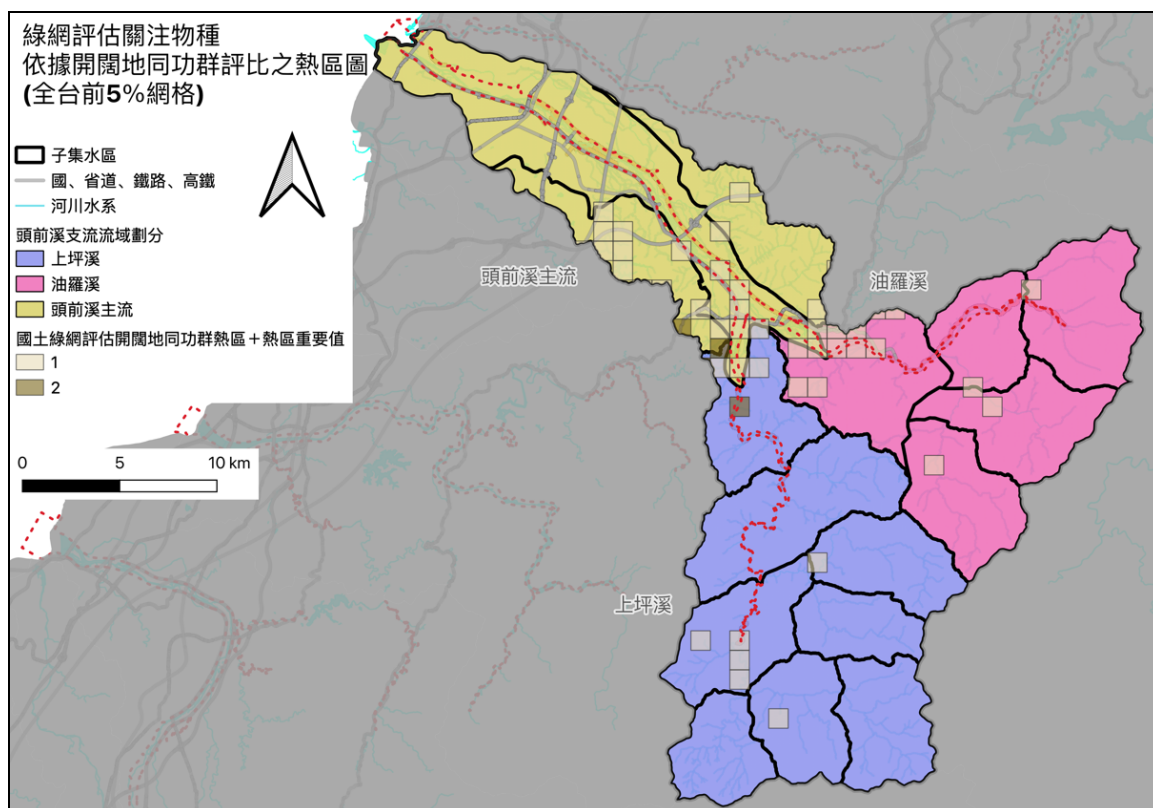 綠網評估關注物種
依據開闊地同功群評比之熱區圖
(全台前5%網格)
子集水區
國、省道、鐵路、高鐵
河川水系
頭前溪支流流域劃分
上坪溪
油羅溪
頭前溪主流
國土綠網評估開闊地同功群熱區＋熱區重要值
1
2
0 5 10 km
頭前溪主流
油羅溪
上坪溪